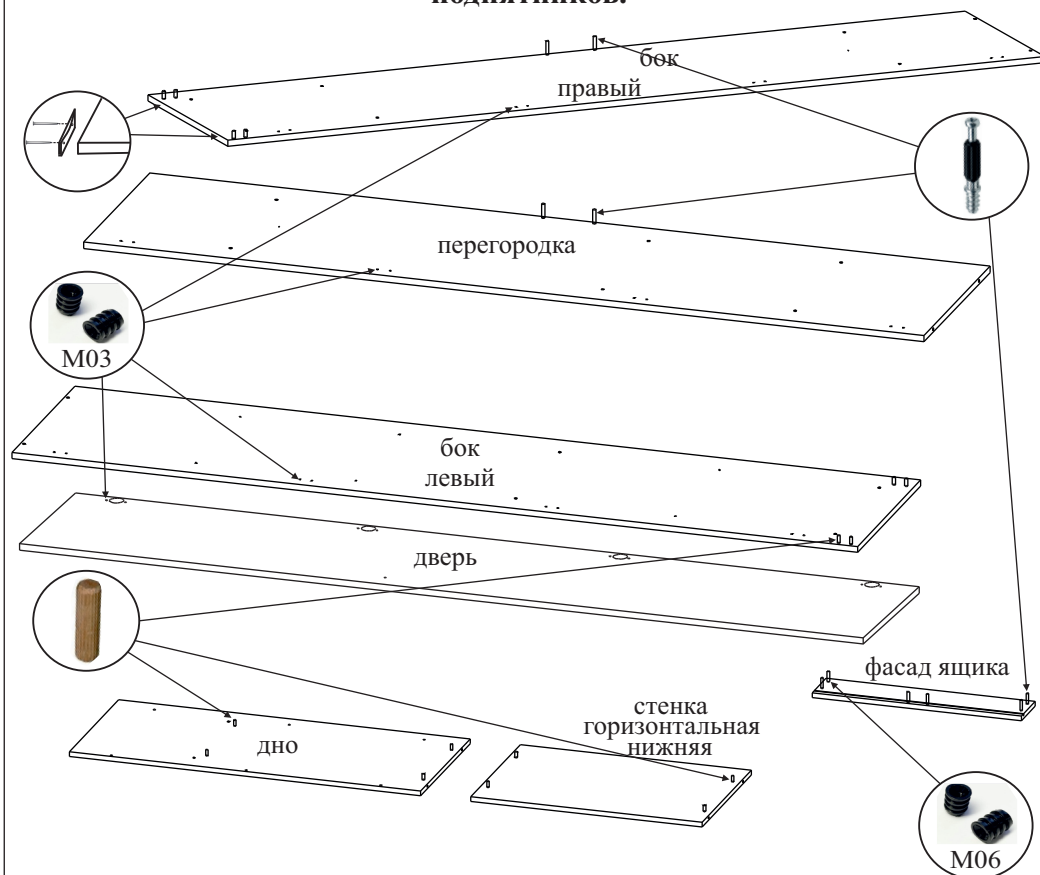 подпятников.
бок
правый
перегородка
М03
бок
левый
дверь
фасад ящика
стенка
горизонтальная
нижняя
дно
М06